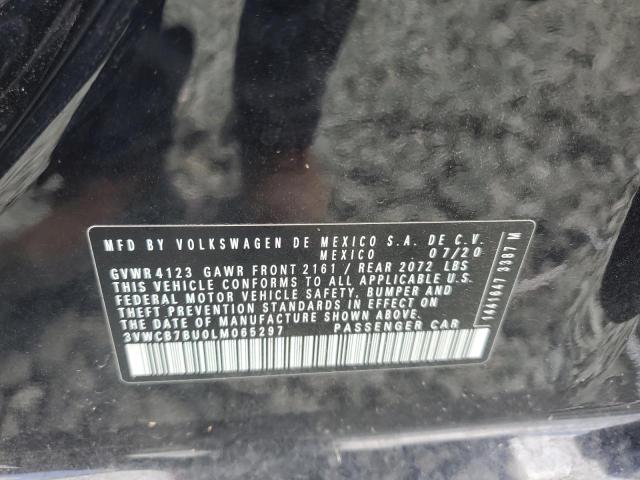 MFD BY VOLKSWAGEN DE MEXICO S.A. DE C.V.
MEXICO 07/20
GVWR 4123 GAWR FRONT 2161 / REAR 2072 LBS
THIS VEHICLE CONFORMS TO ALL APPLICABLE U.S.
FEDERAL MOTOR VEHICLE SAFETY, BUMPER AND
THEFT PREVENTION STANDARDS IN EFFECT ON
THE DATE OF MANUFACTURE SHOWN ABOVE.
3VWCB7BU0LM065297 PASSENGER CAR